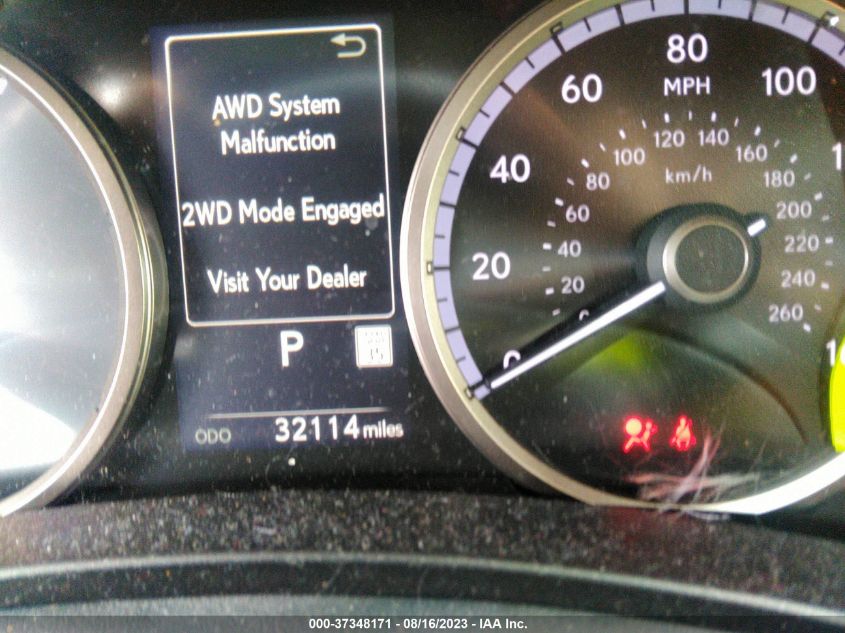 AWD System
Malfunction
2WD Mode Engaged
Visit Your Dealer
P
ODO 32114 miles
0 20 40 60 80 100
MPH
20 40 60 80 100 120 140 160 180 200 220 240 260
km/h
000-37348171 - 08/16/2023 - IAA Inc.